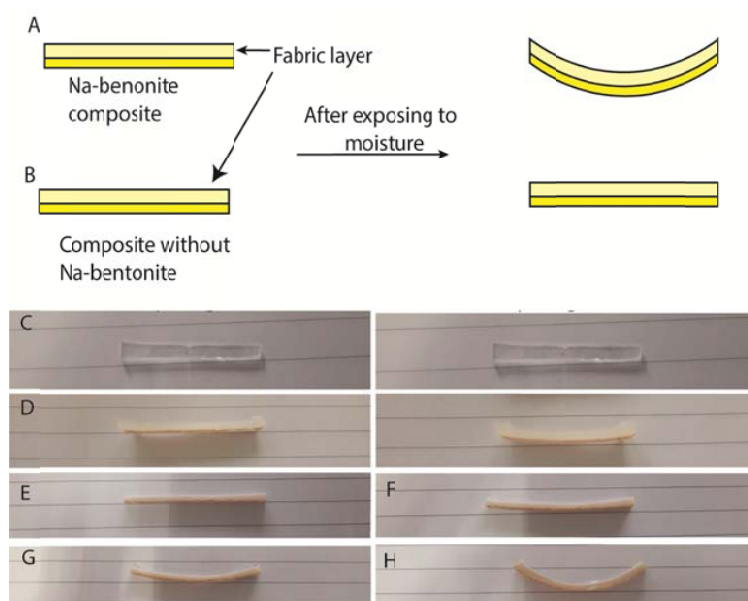 A
Fabric layer
Na-benonite
composite
After exposing to
moisture
B
Composite without
Na-bentonite
C
D
E
F
G
H